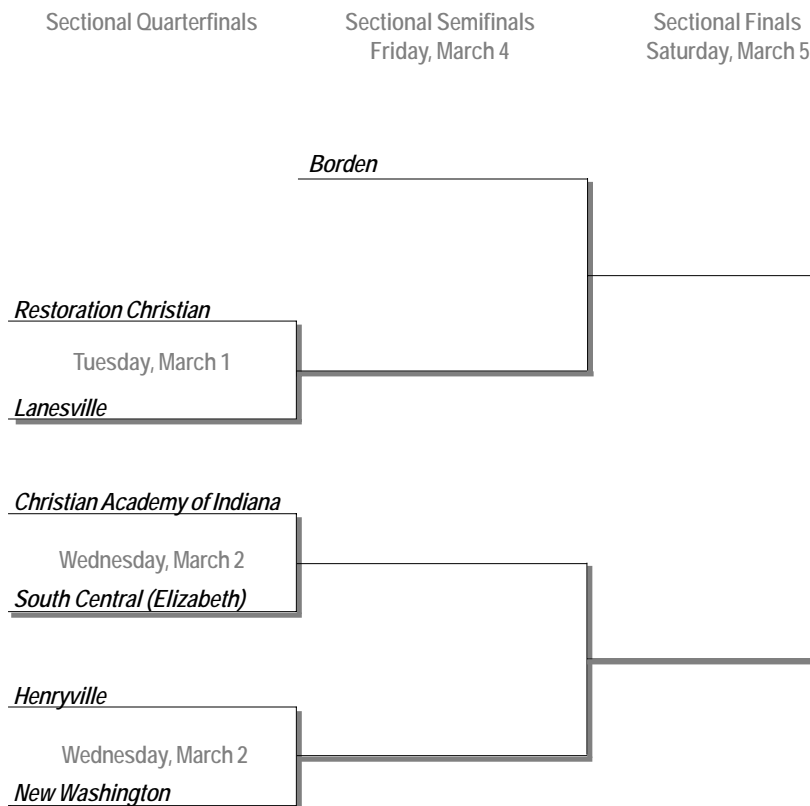 Sectional Quarterfinals
Sectional Semifinals
Friday, March 4
Sectional Finals
Saturday, March 5
Borden
Restoration Christian
Tuesday, March 1
Lanesville
Christian Academy of Indiana
Wednesday, March 2
South Central (Elizabeth)
Henryville
Wednesday, March 2
New Washington